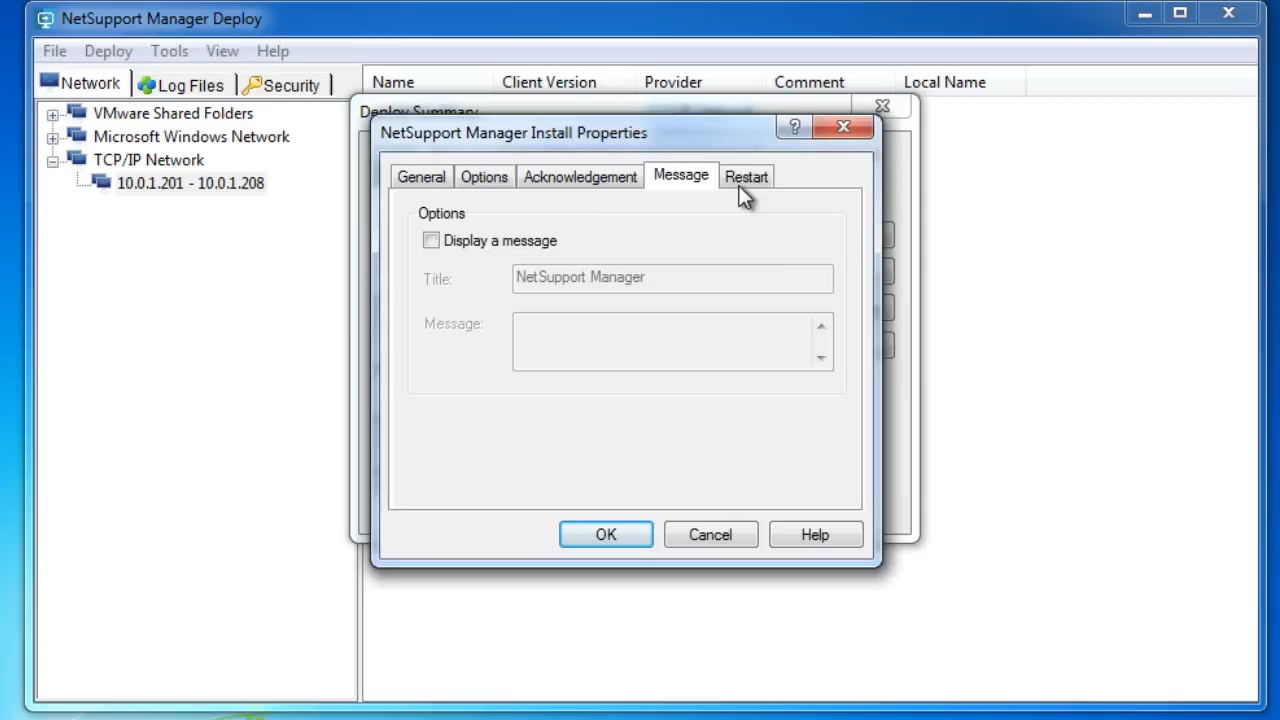 NetSupport Manager Deploy
File Deploy Tools View Help
Network Log Files Security
Name Client Version Provider Comment Local Name
VMware Shared Folders
Microsoft Windows Network
TCP/IP Network
10.0.1.201 - 10.0.1.208
Deploy Summary
NetSupport Manager Install Properties
?
General Options Acknowledgement Message Restart
Options
Display a message
Title: NetSupport Manager
Message:
OK Cancel Help